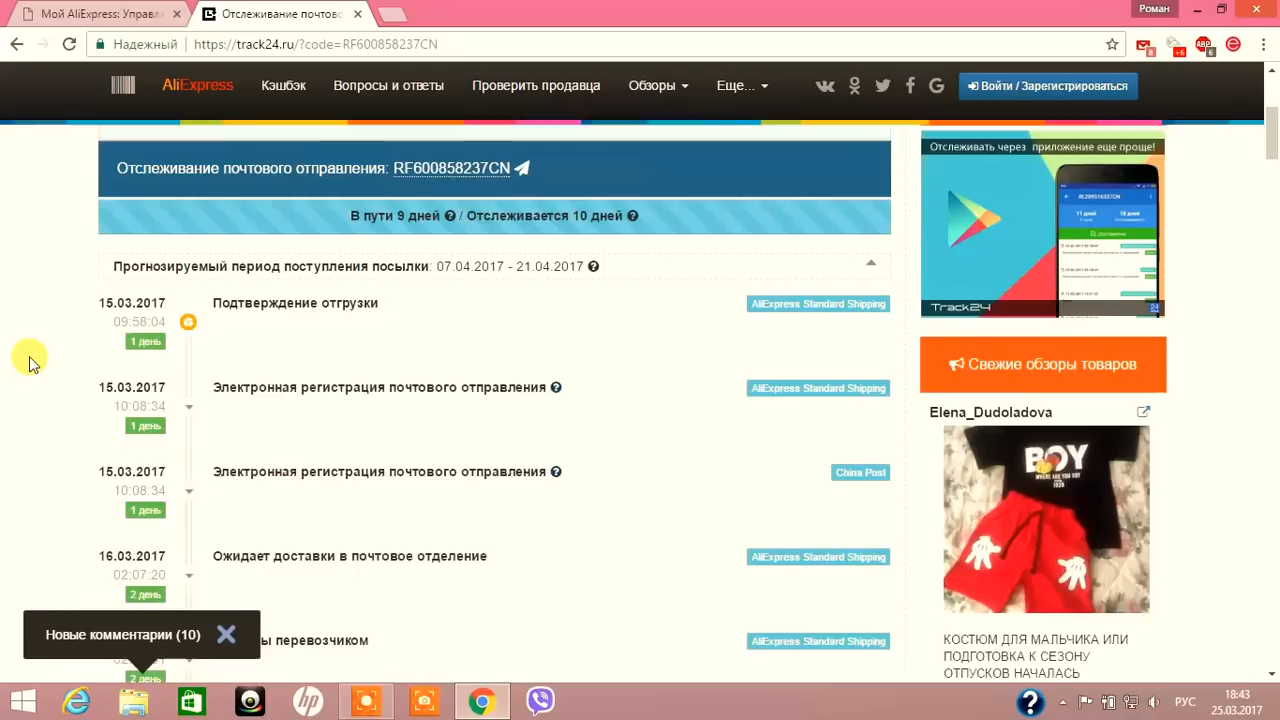 Мой AliExpress: Управл
Отслеживание почтово
Роман
Надежный
https://track24.ru/?code=RF600858237CN
8
+6
ABP
6
AliExpress
Кэшбэк
Вопросы и ответы
Проверить продавца
Обзоры
Еще...
Войти / Зарегистрироваться
Отслеживание почтового отправления: RF600858237CN
В пути 9 дней / Отслеживается 10 дней
Прогнозируемый период поступления посылки: 07.04.2017 - 21.04.2017
15.03.2017 Подтверждение отгрузки AliExpress Standard Shipping
09:58:04
1 день
15.03.2017 Электронная регистрация почтового отправления AliExpress Standard Shipping
10:08:34
1 день
15.03.2017 Электронная регистрация почтового отправления China Post
10:08:34
1 день
16.03.2017 Ожидает доставки в почтовое отделение AliExpress Standard Shipping
02:07:20
2 день
ы перевозчиком AliExpress Standard Shipping
2 день
Новые комментарии (10)
Отслеживать через приложение еще проще!
Track24
24
Свежие обзоры товаров
Elena_Dudoladova
BOY
КОСТЮМ ДЛЯ МАЛЬЧИКА ИЛИ
ПОДГОТОВКА К СЕЗОНУ
ОТПУСКОВ НАЧАЛАСЬ
hp
РУС
18:43
25.03.2017